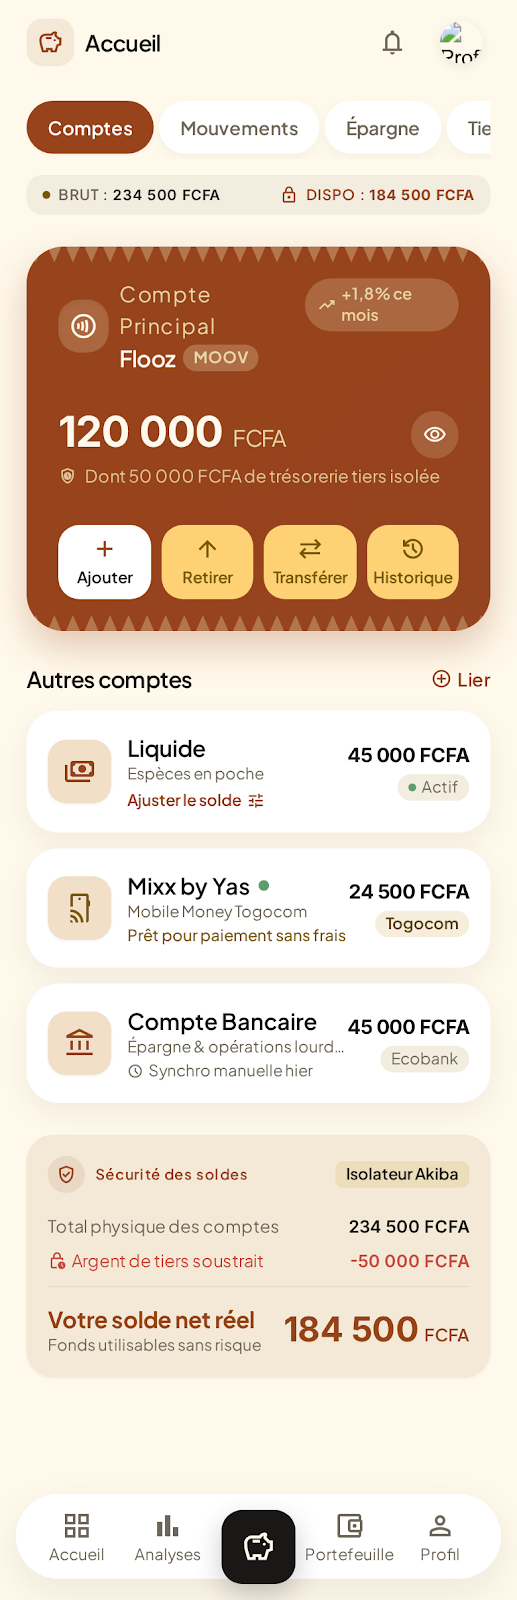 Accueil
Prof
Comptes Mouvements Épargne Tie
BRUT : 234 500 FCFA DISPO : 184 500 FCFA
Compte
Principal
+1,8% ce
mois
Flooz MOOV
120 000 FCFA
Dont 50 000 FCFA de trésorerie tiers isolée
Ajouter Retirer Transférer Historique
Autres comptes Lier
Liquide
45 000 FCFA
Espèces en poche
Actif
Ajuster le solde
Mixx by Yas
24 500 FCFA
Mobile Money Togocom
Togocom
Prêt pour paiement sans frais
Compte Bancaire
45 000 FCFA
Épargne & opérations lourd...
Ecobank
Synchro manuelle hier
Sécurité des soldes Isolateur Akiba
Total physique des comptes 234 500 FCFA
Argent de tiers soustrait -50 000 FCFA
Votre solde net réel
184 500 FCFA
Fonds utilisables sans risque
Accueil Analyses Portefeuille Profil